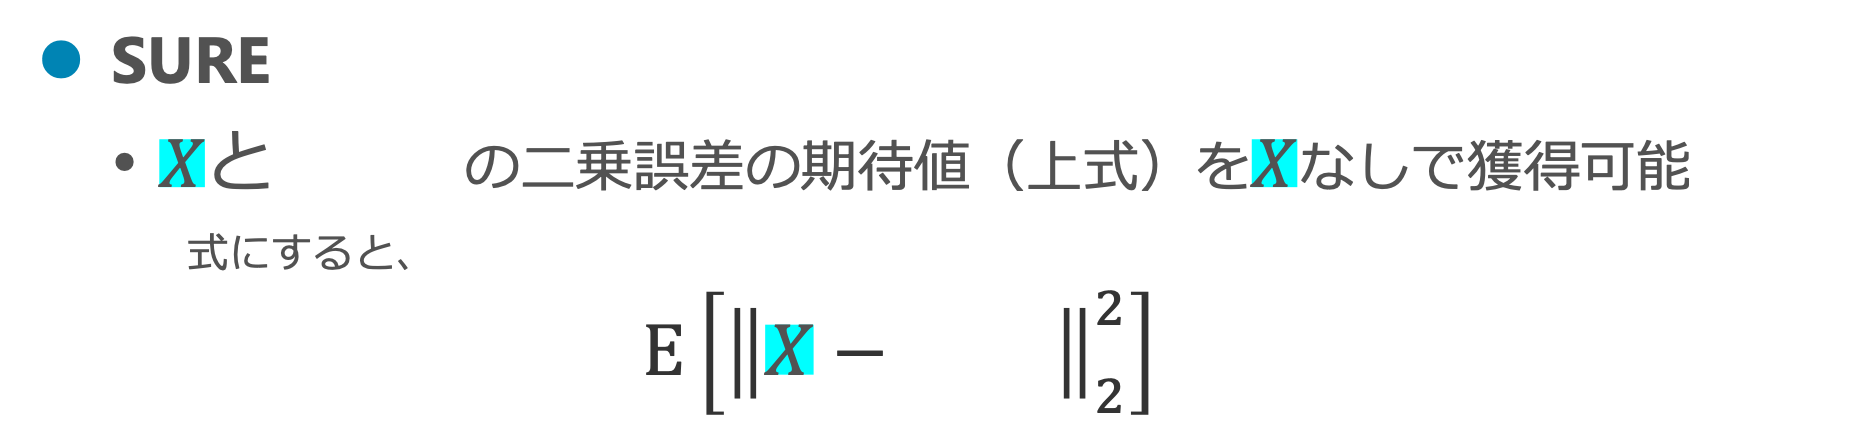 ● SURE
• Xと の二乗誤差の期待値（上式）をXなしで獲得可能
式にすると、
E[‖X − ‖²₂]